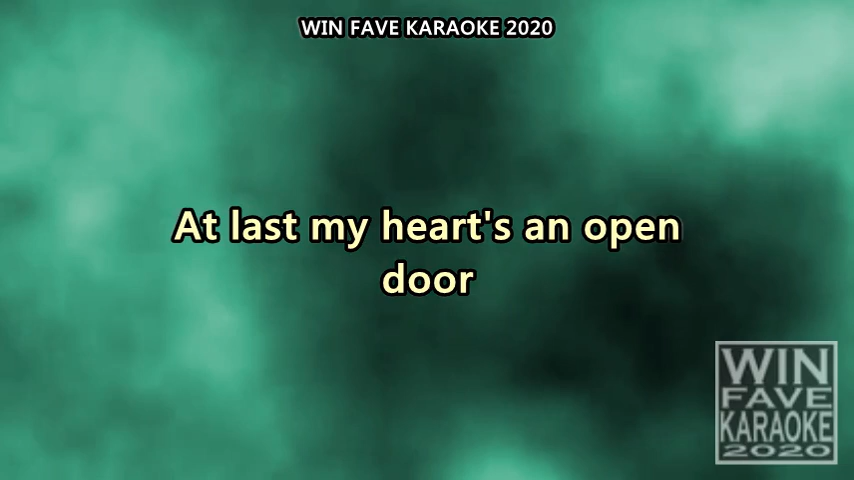 WIN FAVE KARAOKE 2020
At last my heart's an open
door
WIN
FAVE
KARAOKE
2020